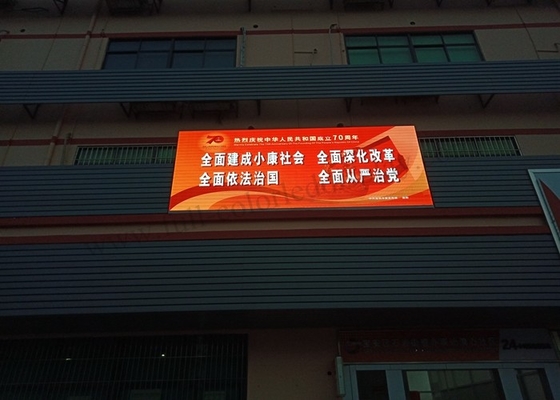 70
热烈庆祝中华人民共和国成立70周年
全面建成小康社会 全面深化改革
全面依法治国 全面从严治党
2A